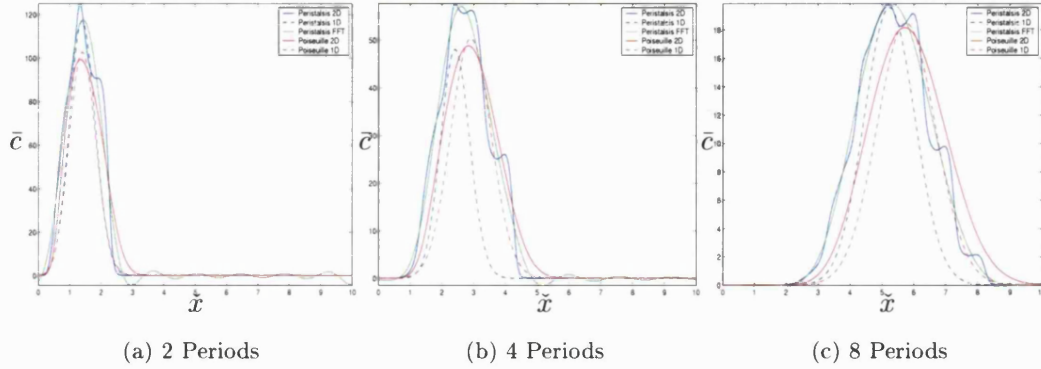 Peristalsis 2D
Peristalsis 1D
Peristalsis FFT
Poiseuille 2D
Poiseuille 1D
120
100
80
60
40
20
0
c̄
0 1 2 3 4 5 6 7 8 9 10
x̌
(a) 2 Periods
Peristalsis 2D
Peristalsis 1D
Peristalsis FFT
Poiseuille 2D
Poiseuille 1D
50
40
30
20
10
0
c̄
0 1 2 3 4 5 6 7 8 9 10
x̌
(b) 4 Periods
Peristalsis 2D
Peristalsis 1D
Peristalsis FFT
Poiseuille 2D
Poiseuille 1D
18
16
14
12
10
8
6
4
2
0
c̄
0 1 2 3 4 5 6 7 8 9 10
x̌
(c) 8 Periods